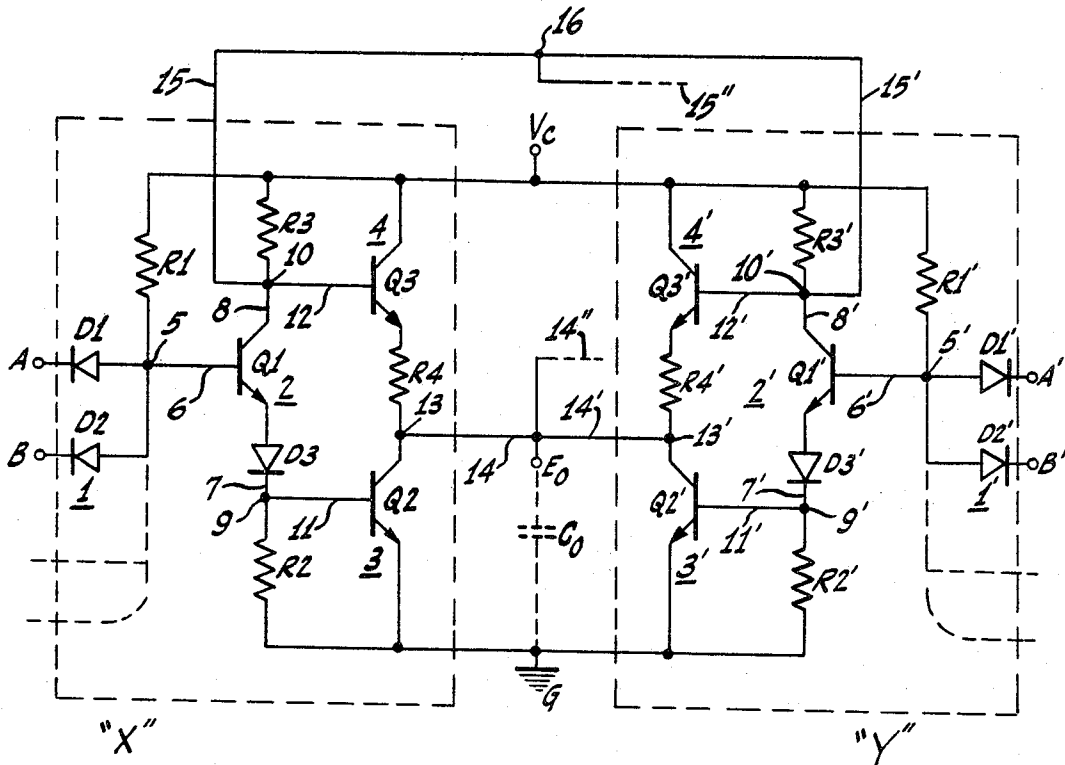 16
15 15' 15"
Vc
R3 4 4' R3'
R1 10 Q3 Q3' 10' R1'
8 12 12' 8'
D1 5 14" 5' D1'
A Q1 R4 R4' Q1' A'
6 2 2' 6'
D2 13 14' 13' D2'
B D3 14 E₀ D3' B'
1 7 Q2 Q2' 7' 1'
9 11 11' 9'
C₀
R2 3 3' R2'
G
"X" "Y"